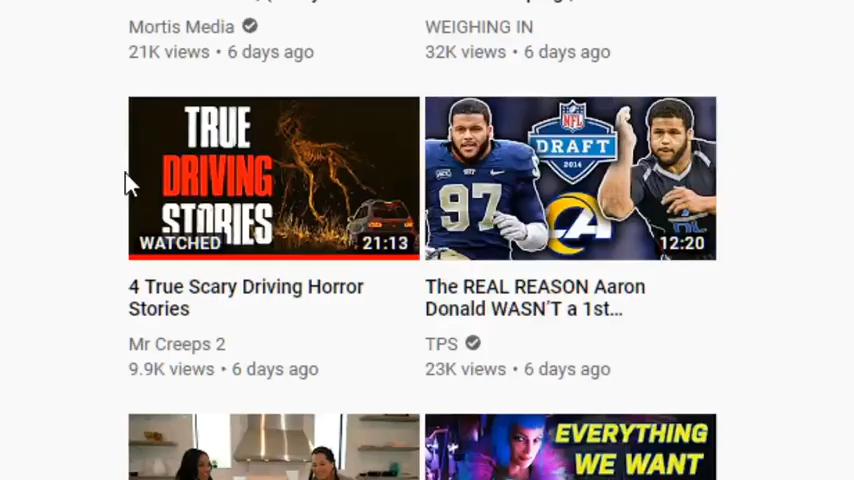 Mortis Media
WEIGHING IN
21K views • 6 days ago
32K views • 6 days ago
TRUE
DRIVING
STORIES
WATCHED
21:13
NFL
DRAFT
2014
97
12:20
4 True Scary Driving Horror
Stories
The REAL REASON Aaron
Donald WASN'T a 1st...
Mr Creeps 2
TPS
9.9K views • 6 days ago
23K views • 6 days ago
EVERYTHING
WE WANT